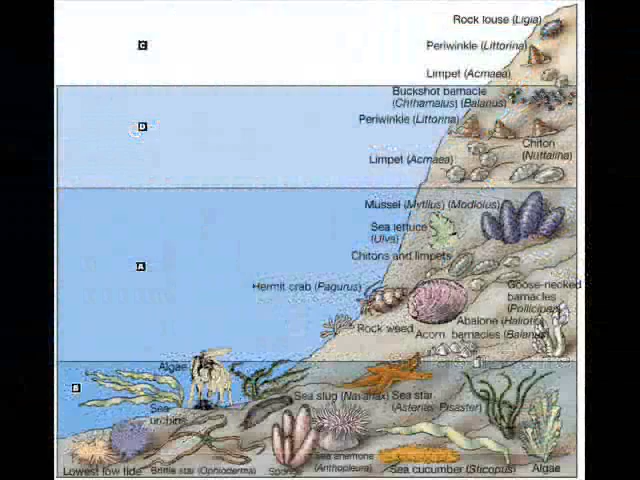 Rock louse (Ligia)
C
Periwinkle (Littorina)
Limpet (Acmaea)
Buckshot barnacle
(Chthamalus) (Balanus)
Periwinkle (Littorina)
D
Chiton
(Nuttalina)
Limpet (Acmaea)
Mussel (Mytilus) (Modiolus)
Sea lettuce
(Ulva)
Chitons and limpets
A
Hermit crab (Pagurus)
Goose-necked
barnacles
(Pollicipes)
Abalone (Haliotis)
Rock weed
Acorn barnacles (Balanus)
Algae
Sea slug (Navanax)
Sea star
(Asterias, Pisaster)
Sea
urchins
Sea anemone
(Anthopleura)
Lowest low tide
Brittle star (Ophioderma)
Sea cucumber (Sticopus)
Algae